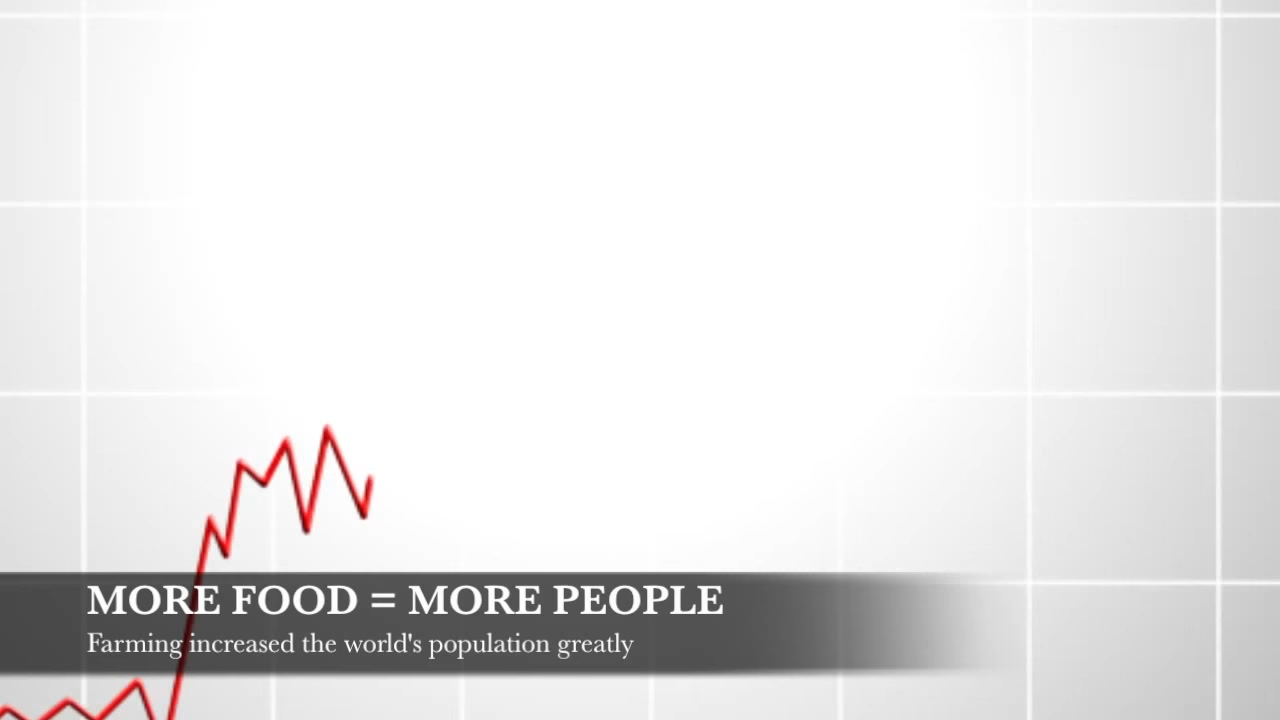 MORE FOOD = MORE PEOPLE
Farming increased the world's population greatly